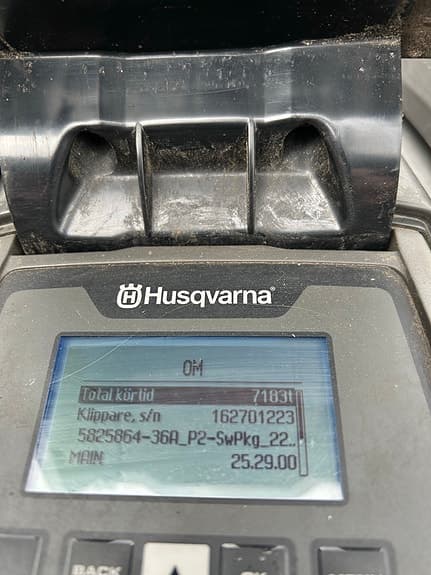 Husqvarna
OM
Total körtid 7183t
Klippare, s/n 162701223
5825864-36A_P2-SwPkg_22..
MAIN 25.29.00
BACK